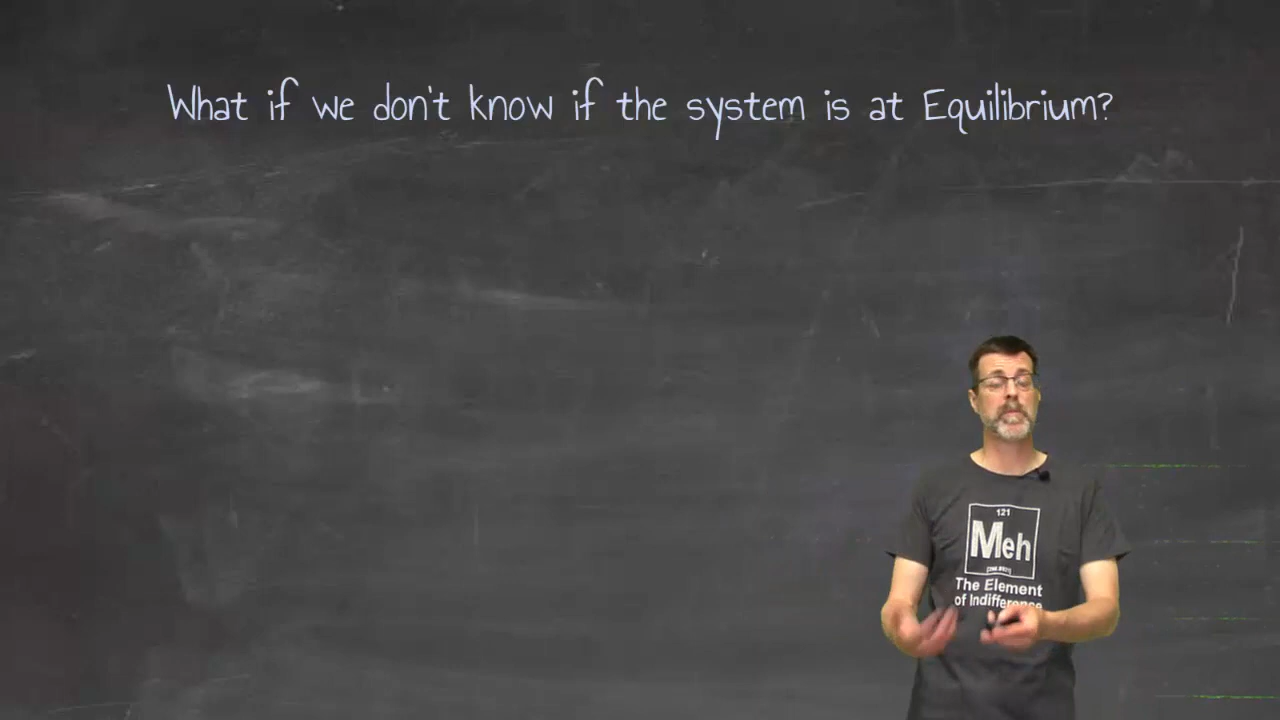 What if we don't know if the system is at Equilibrium?
121
Meh
The Element
of Indifference